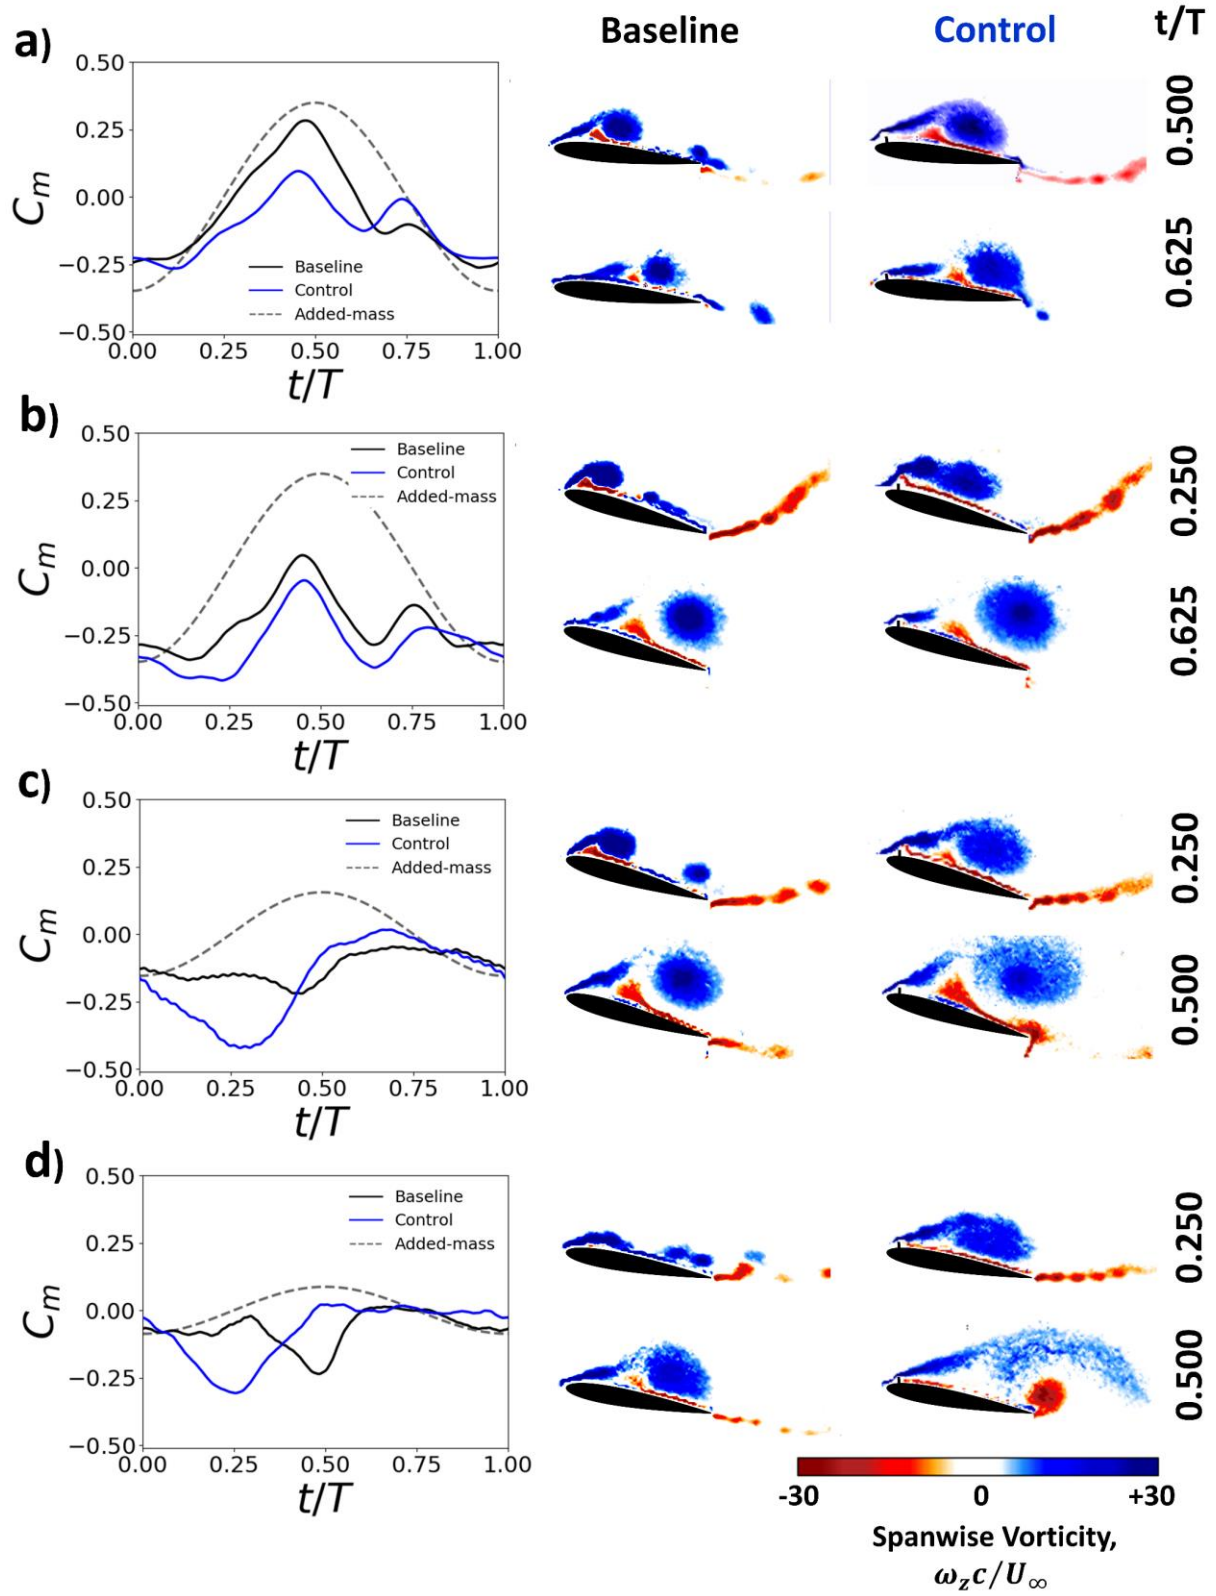 Baseline Control t/T
a)
0.50
0.25
0.00
−0.25
−0.50
C_m
Baseline
Control
Added-mass
0.00 0.25 0.50 0.75 1.00
t/T
0.500
0.625
b)
0.50
0.25
0.00
−0.25
−0.50
C_m
Baseline
Control
Added-mass
0.00 0.25 0.50 0.75 1.00
t/T
0.250
0.625
c)
0.50
0.25
0.00
−0.25
−0.50
C_m
Baseline
Control
Added-mass
0.00 0.25 0.50 0.75 1.00
t/T
0.250
0.500
d)
0.50
0.25
0.00
−0.25
−0.50
C_m
Baseline
Control
Added-mass
0.00 0.25 0.50 0.75 1.00
t/T
0.250
0.500
-30 0 +30
Spanwise Vorticity,
ω_z c/U_∞